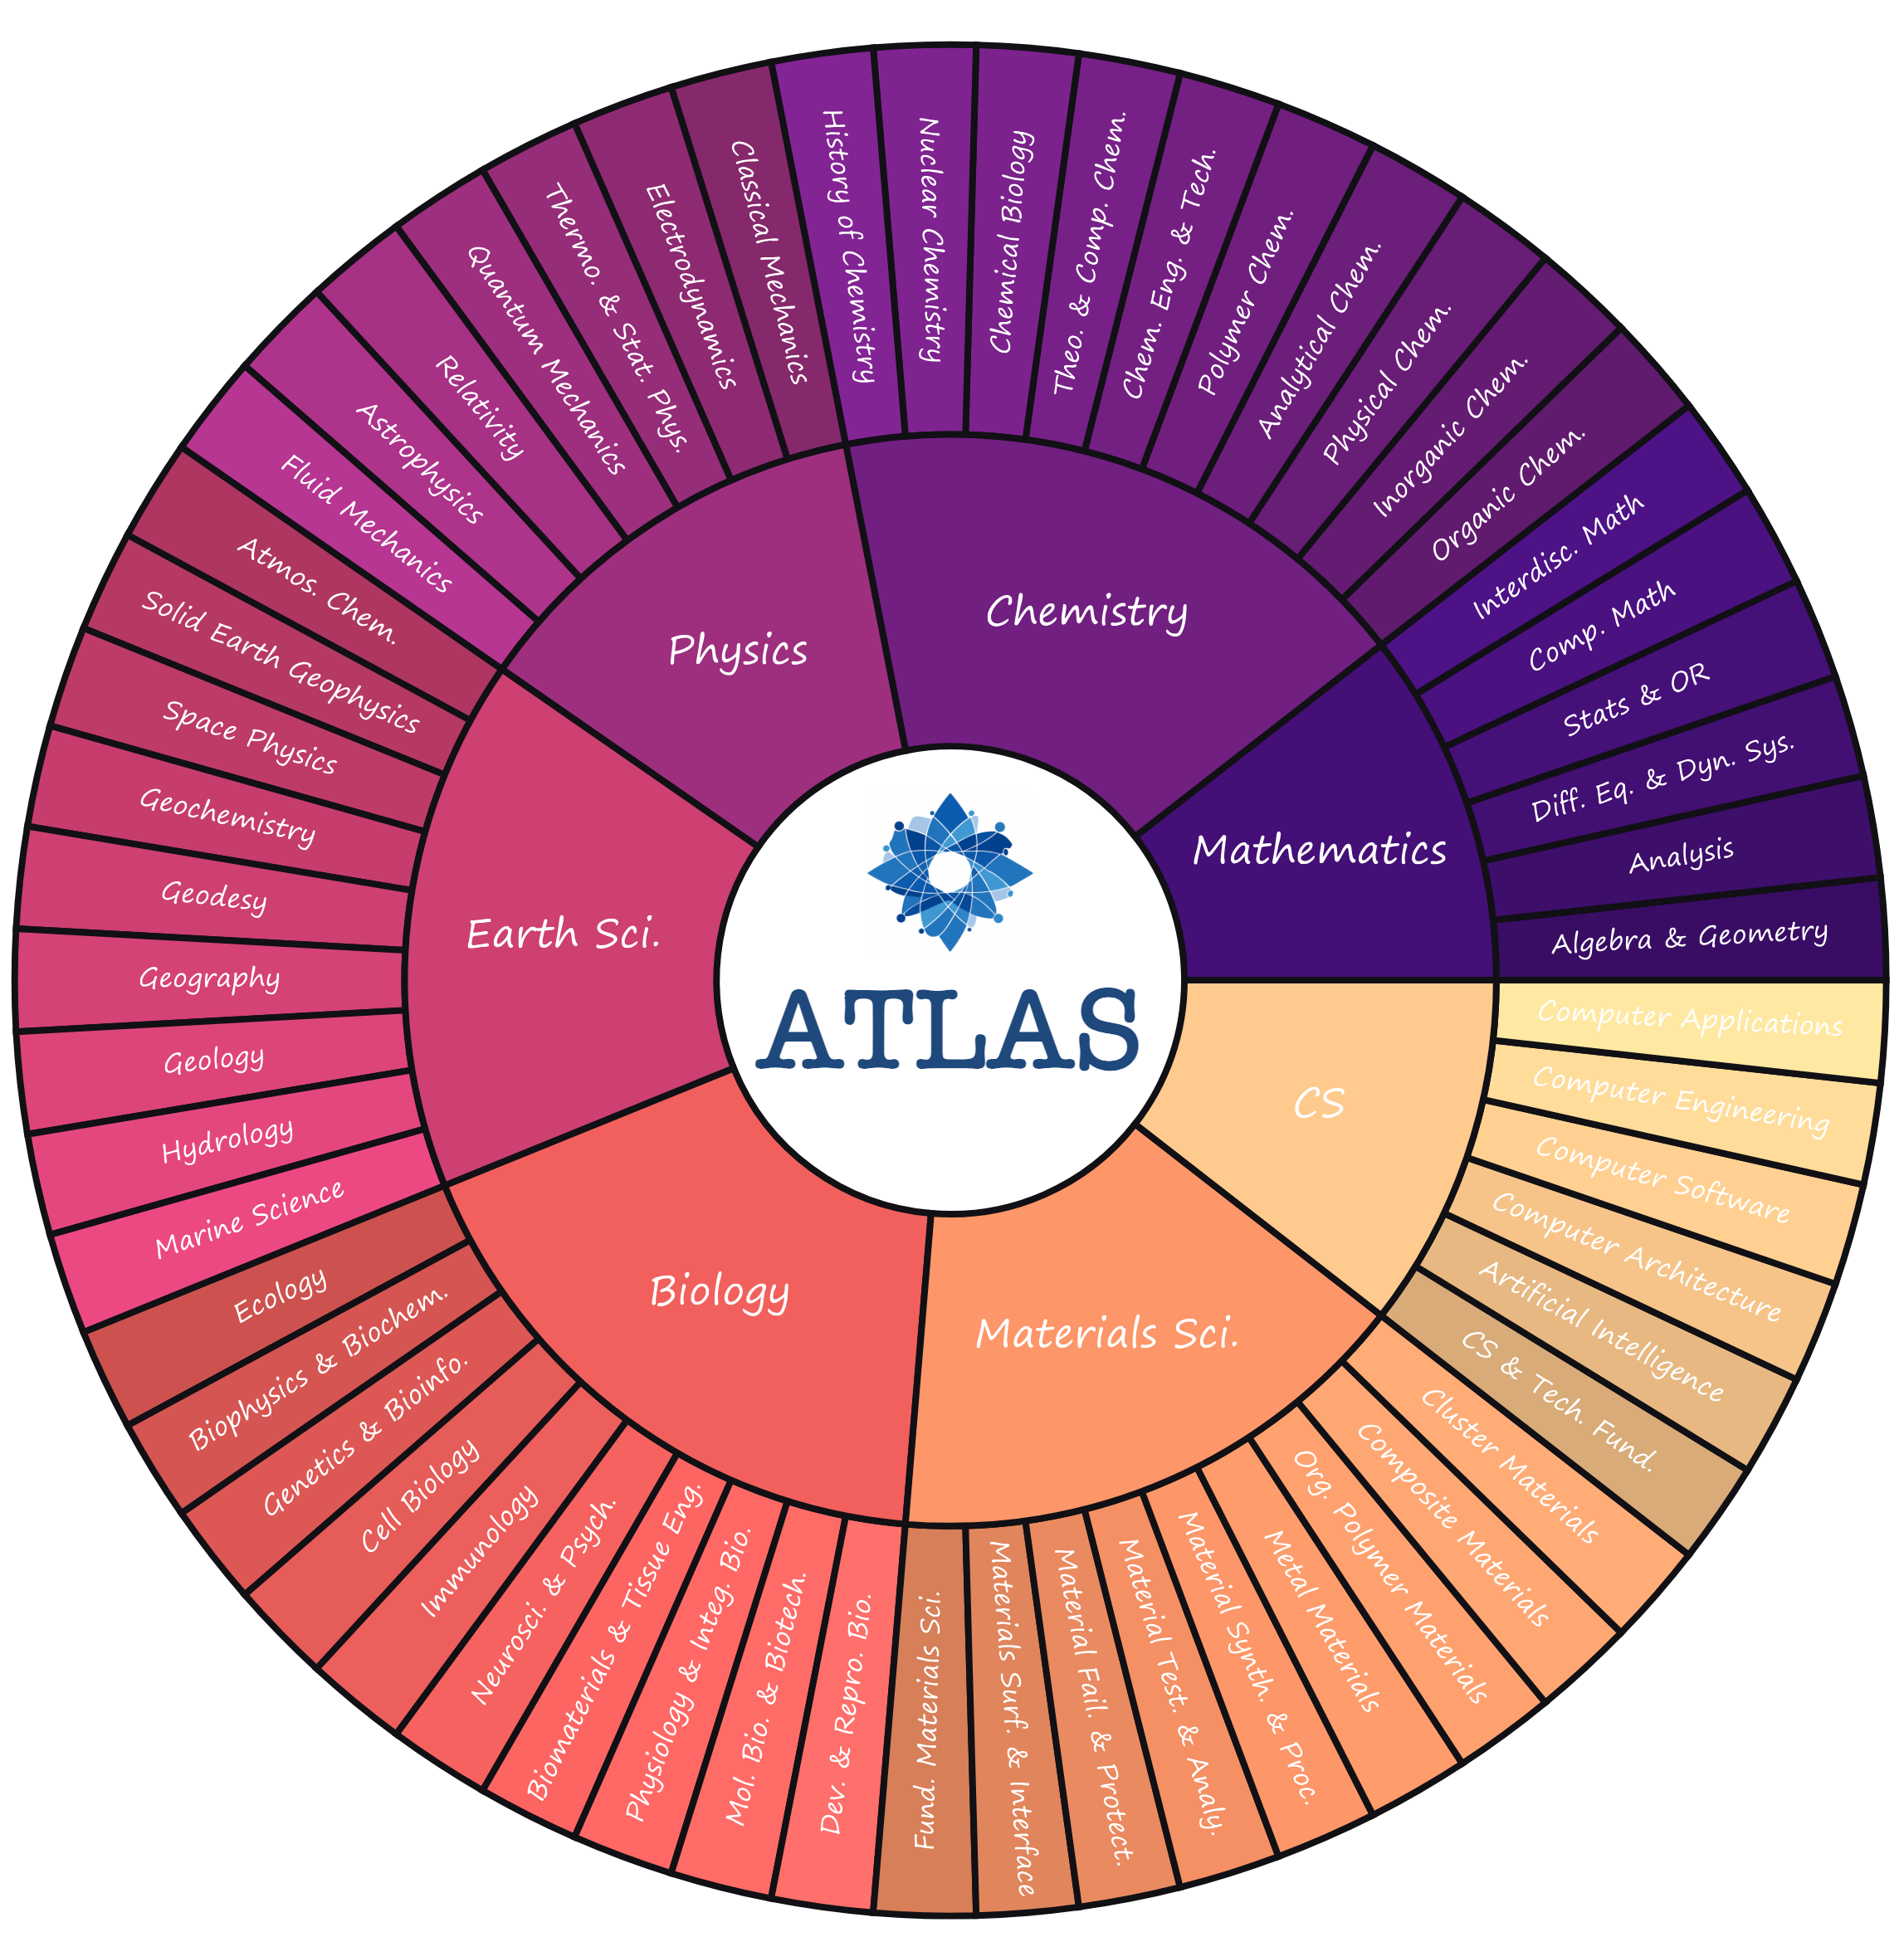 ATLAS
Mathematics
Algebra & Geometry
Analysis
Diff. Eq. & Dyn. Sys.
Stats & OR
Comp. Math
Interdisc. Math
Chemistry
Organic Chem.
Inorganic Chem.
Physical Chem.
Analytical Chem.
Polymer Chem.
Chem. Eng. & Tech.
Theo. & Comp. Chem.
Chemical Biology
Nuclear Chemistry
History of Chemistry
Physics
Classical Mechanics
Electrodynamics
Thermo. & Stat. Phys.
Quantum Mechanics
Relativity
Astrophysics
Fluid Mechanics
Earth Sci.
Atmos. Chem.
Solid Earth Geophysics
Space Physics
Geochemistry
Geodesy
Geography
Geology
Hydrology
Marine Science
Biology
Ecology
Biophysics & Biochem.
Genetics & Bioinfo.
Cell Biology
Immunology
Neurosci. & Psych.
Biomaterials & Tissue Eng.
Physiology & Integ. Bio.
Mol. Bio. & Biotech.
Dev. & Repro. Bio.
Materials Sci.
Fund. Materials Sci.
Materials Surf. & Interface
Material Fail. & Protect.
Material Test. & Analy.
Material Synth. & Proc.
Metal Materials
Org. Polymer Materials
Composite Materials
Cluster Materials
CS
CS & Tech. Fund.
Artificial Intelligence
Computer Architecture
Computer Software
Computer Engineering
Computer Applications